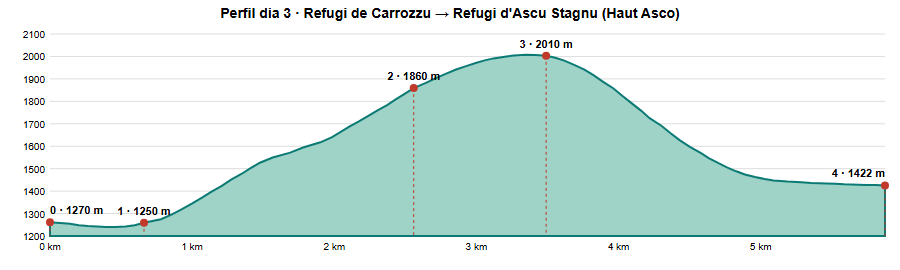 Perfil dia 3 · Refugi de Carrozzu → Refugi d'Ascu Stagnu (Haut Asco)
2100
2000
1900
1800
1700
1600
1500
1400
1300
1200
3 · 2010 m
2 · 1860 m
0 · 1270 m
1 · 1250 m
4 · 1422 m
0 km
1 km
2 km
3 km
4 km
5 km